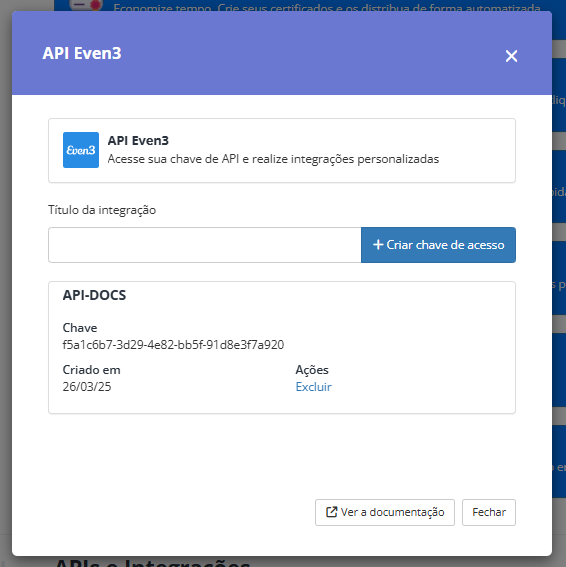 Economize tempo. Crie seus certificados e os distribua de forma automatizada
API Even3
×
Even3
API Even3
Acesse sua chave de API e realize integrações personalizadas
Título da integração
+ Criar chave de acesso
API-DOCS
Chave
f5a1c6b7-3d29-4e82-bb5f-91d8e3f7a920
Criado em
Ações
26/03/25
Excluir
Ver a documentação
Fechar
APIs e Integrações